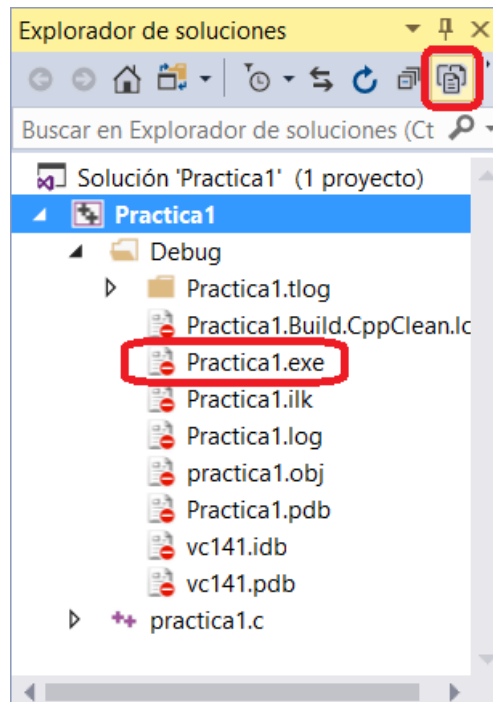 Explorador de soluciones
Buscar en Explorador de soluciones (Ct
Solución 'Practica1' (1 proyecto)
Practica1
Debug
Practica1.tlog
Practica1.Build.CppClean.lc
Practica1.exe
Practica1.ilk
Practica1.log
practica1.obj
Practica1.pdb
vc141.idb
vc141.pdb
practica1.c